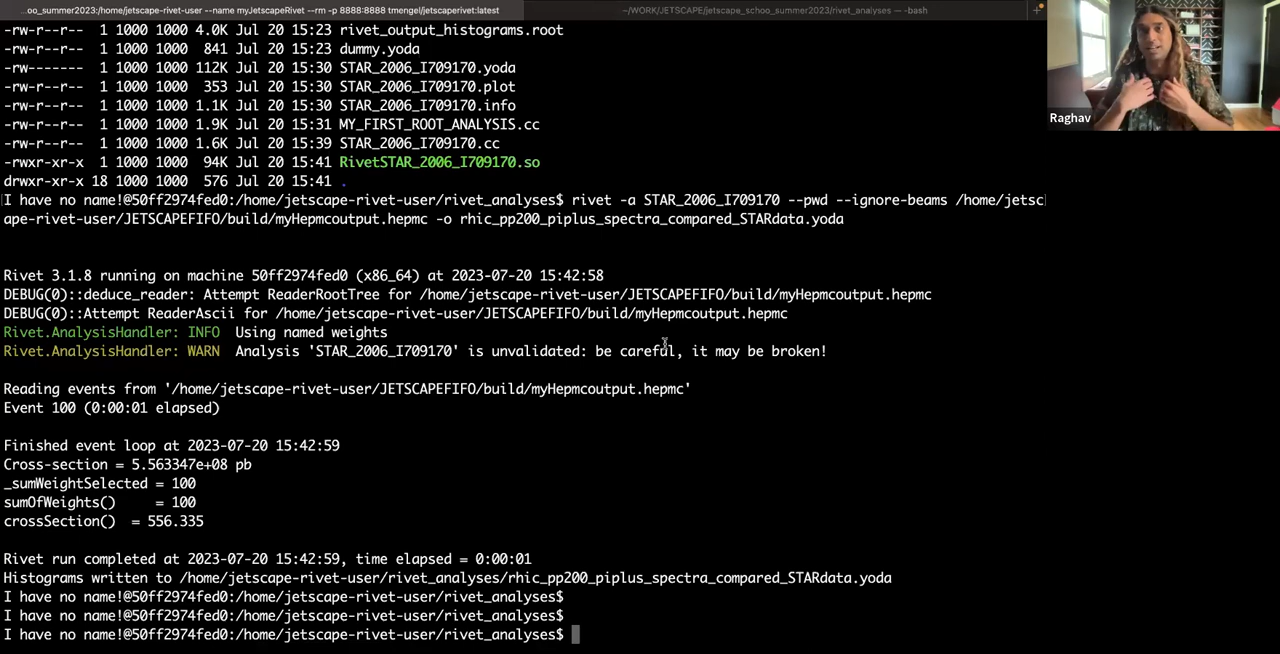 ...oo_summer2023:/home/jetscape-rivet-user --name myJetscapeRivet --rm -p 8888:8888 tmengel/jetscaperivet:latest
~/WORK/JETSCAPE/jetscape_schoo_summer2023/rivet_analyses — -bash
-rw-r--r-- 1 1000 1000 4.0K Jul 20 15:23 rivet_output_histograms.root
-rw-r--r-- 1 1000 1000 841 Jul 20 15:23 dummy.yoda
-rw------- 1 1000 1000 112K Jul 20 15:30 STAR_2006_I709170.yoda
-rw-r--r-- 1 1000 1000 353 Jul 20 15:30 STAR_2006_I709170.plot
-rw-r--r-- 1 1000 1000 1.1K Jul 20 15:30 STAR_2006_I709170.info
-rw-r--r-- 1 1000 1000 1.9K Jul 20 15:31 MY_FIRST_ROOT_ANALYSIS.cc
-rw-r--r-- 1 1000 1000 1.6K Jul 20 15:39 STAR_2006_I709170.cc
-rwxr-xr-x 1 1000 1000 94K Jul 20 15:41 RivetSTAR_2006_I709170.so
drwxr-xr-x 18 1000 1000 576 Jul 20 15:41 .
I have no name!@50ff2974fed0:/home/jetscape-rivet-user/rivet_analyses$ rivet -a STAR_2006_I709170 --pwd --ignore-beams /home/jetsc
ape-rivet-user/JETSCAPEFIFO/build/myHepmcoutput.hepmc -o rhic_pp200_piplus_spectra_compared_STARdata.yoda
Rivet 3.1.8 running on machine 50ff2974fed0 (x86_64) at 2023-07-20 15:42:58
DEBUG(0)::deduce_reader: Attempt ReaderRootTree for /home/jetscape-rivet-user/JETSCAPEFIFO/build/myHepmcoutput.hepmc
DEBUG(0)::Attempt ReaderAscii for /home/jetscape-rivet-user/JETSCAPEFIFO/build/myHepmcoutput.hepmc
Rivet.AnalysisHandler: INFO Using named weights
Rivet.AnalysisHandler: WARN Analysis 'STAR_2006_I709170' is unvalidated: be careful, it may be broken!
Reading events from '/home/jetscape-rivet-user/JETSCAPEFIFO/build/myHepmcoutput.hepmc'
Event 100 (0:00:01 elapsed)
Finished event loop at 2023-07-20 15:42:59
Cross-section = 5.563347e+08 pb
_sumWeightSelected = 100
sumOfWeights() = 100
crossSection() = 556.335
Rivet run completed at 2023-07-20 15:42:59, time elapsed = 0:00:01
Histograms written to /home/jetscape-rivet-user/rivet_analyses/rhic_pp200_piplus_spectra_compared_STARdata.yoda
I have no name!@50ff2974fed0:/home/jetscape-rivet-user/rivet_analyses$
I have no name!@50ff2974fed0:/home/jetscape-rivet-user/rivet_analyses$
I have no name!@50ff2974fed0:/home/jetscape-rivet-user/rivet_analyses$
Raghav